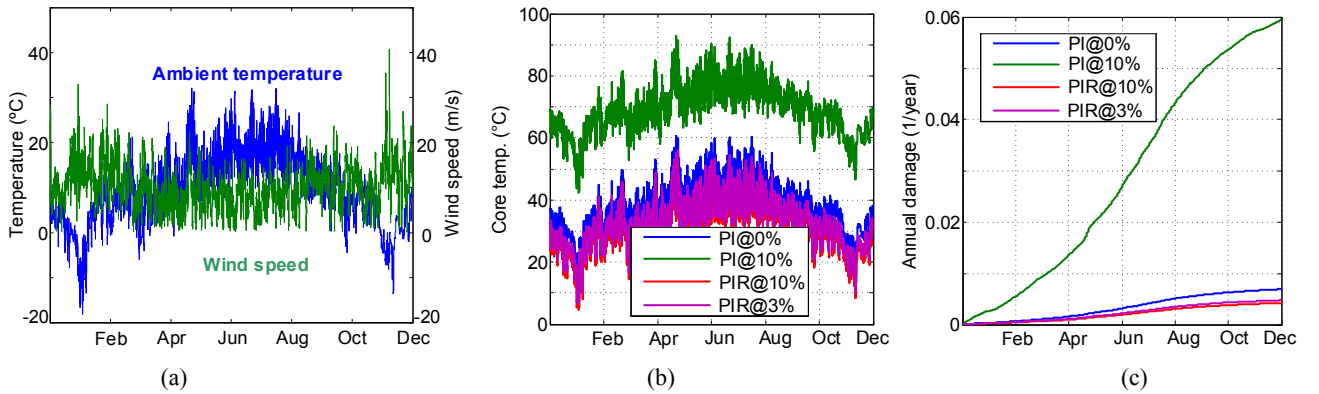 40
20
0
-20
Temperature (°C)
Ambient temperature
Wind speed
40
20
0
-20
Wind speed (m/s)
Feb Apr Jun Aug Oct Dec
(a)
100
80
60
40
20
0
Core temp. (°C)
PI@0%
PI@10%
PIR@10%
PIR@3%
Feb Apr Jun Aug Oct Dec
(b)
0.06
0.04
0.02
0
Annual damage (1/year)
PI@0%
PI@10%
PIR@10%
PIR@3%
Feb Apr Jun Aug Oct Dec
(c)